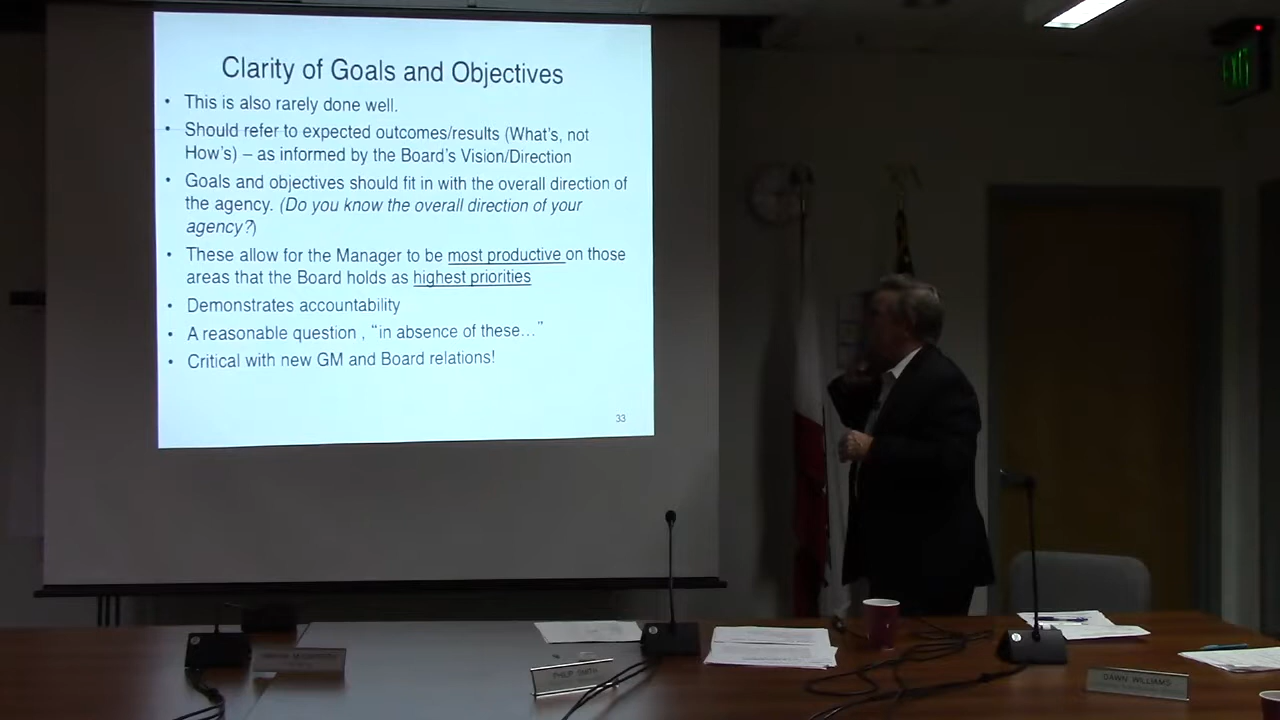 Clarity of Goals and Objectives
• This is also rarely done well.
• Should refer to expected outcomes/results (What's, not
How's) – as informed by the Board's Vision/Direction
• Goals and objectives should fit in with the overall direction of
the agency. (Do you know the overall direction of your
agency?)
• These allow for the Manager to be most productive on those
areas that the Board holds as highest priorities
• Demonstrates accountability
• A reasonable question , “in absence of these…”
• Critical with new GM and Board relations!
33
EXIT
PHILIP SMITH
DAWN WILLIAMS